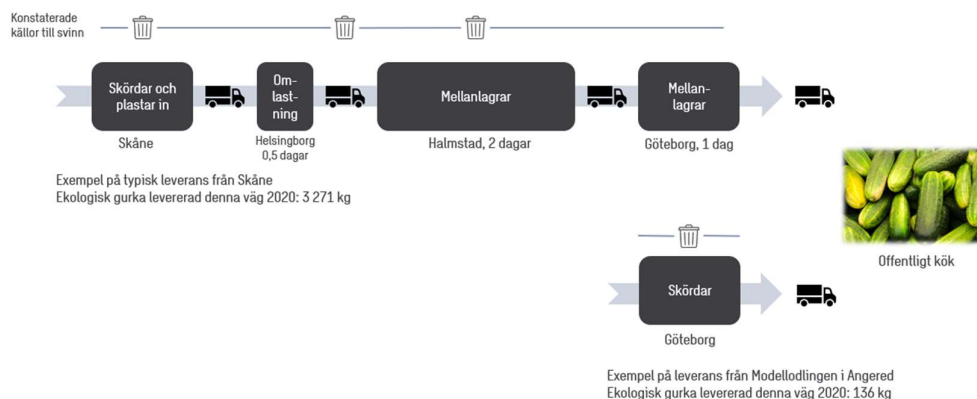 Konstaterade
källor till svinn
Skördar och
plastar in
Om-
last-
ning
Mellanlagrar
Mellan-
lagrar
Skåne
Helsingborg
0,5 dagar
Halmstad, 2 dagar
Göteborg, 1 dag
Exempel på typisk leverans från Skåne
Ekologisk gurka levererad denna väg 2020: 3 271 kg
Offentligt kök
Skördar
Göteborg
Exempel på leverans från Modellodlingen i Angered
Ekologisk gurka levererad denna väg 2020: 136 kg